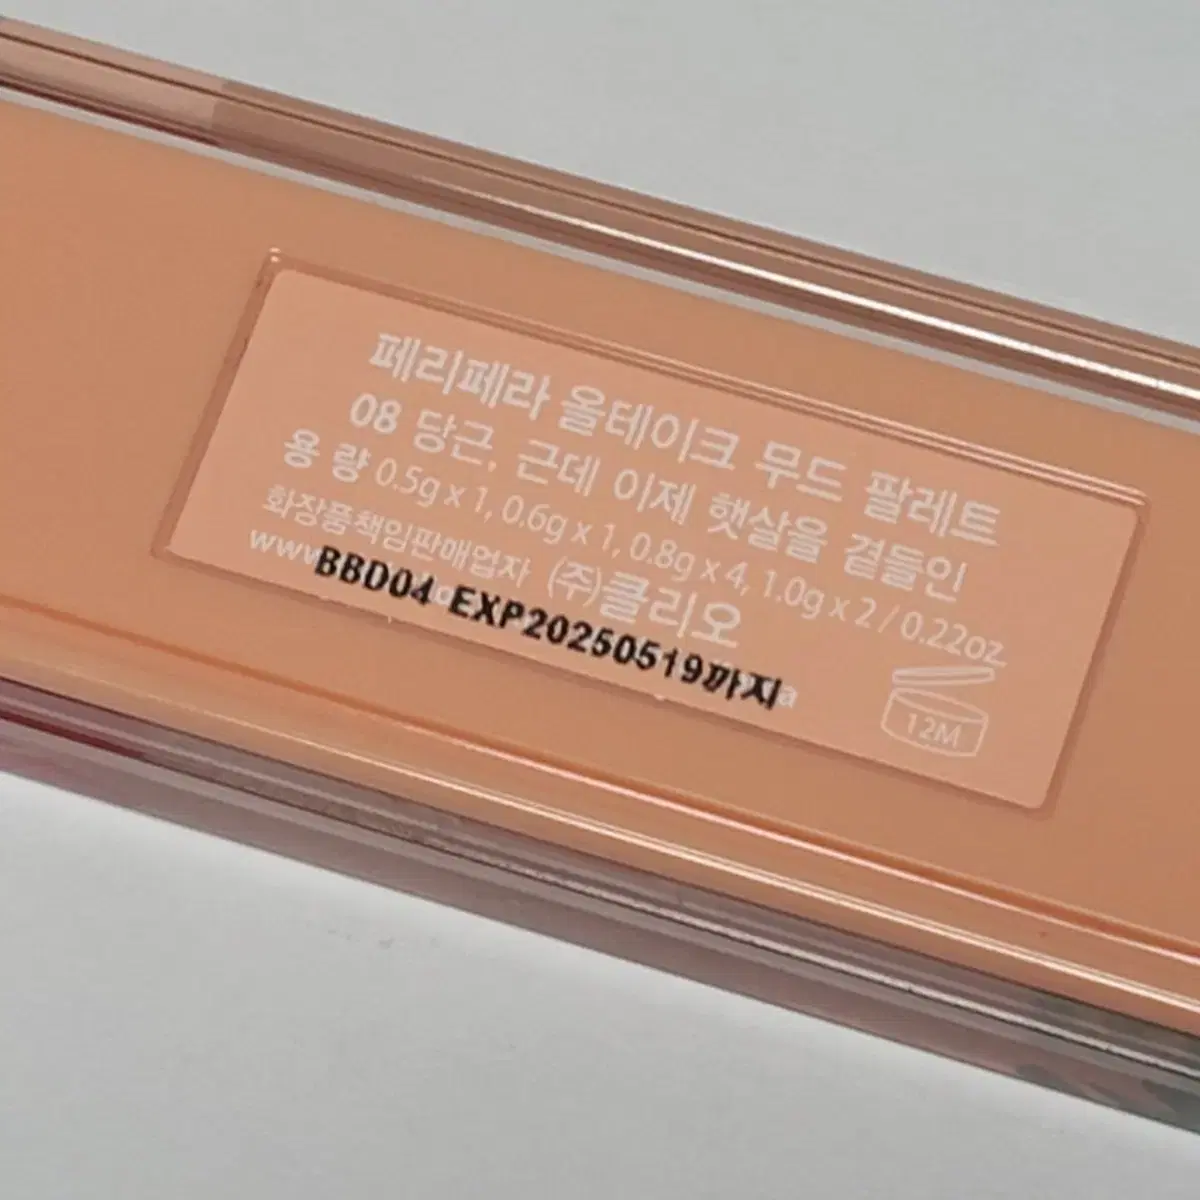 페리페라 올테이크 무드 팔레트
08 당근, 근데 이제 햇살을 곁들인
용 량 0.5g x 1, 0.6g x 1, 0.8g x 4, 1.0g x 2 / 0.22oz
화장품책임판매업자 (주)클리오
BBD04 EXP20250519까지
12M